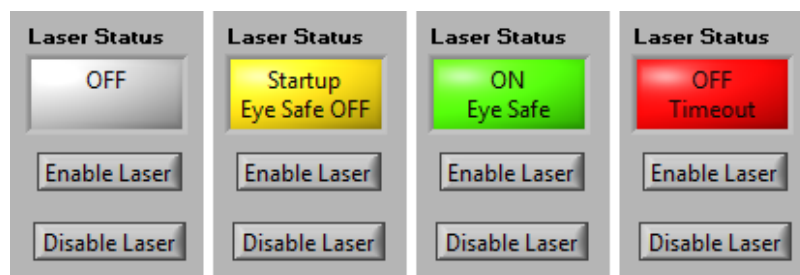 Laser Status
OFF
Enable Laser
Disable Laser
Laser Status
Startup
Eye Safe OFF
Enable Laser
Disable Laser
Laser Status
ON
Eye Safe
Enable Laser
Disable Laser
Laser Status
OFF
Timeout
Enable Laser
Disable Laser